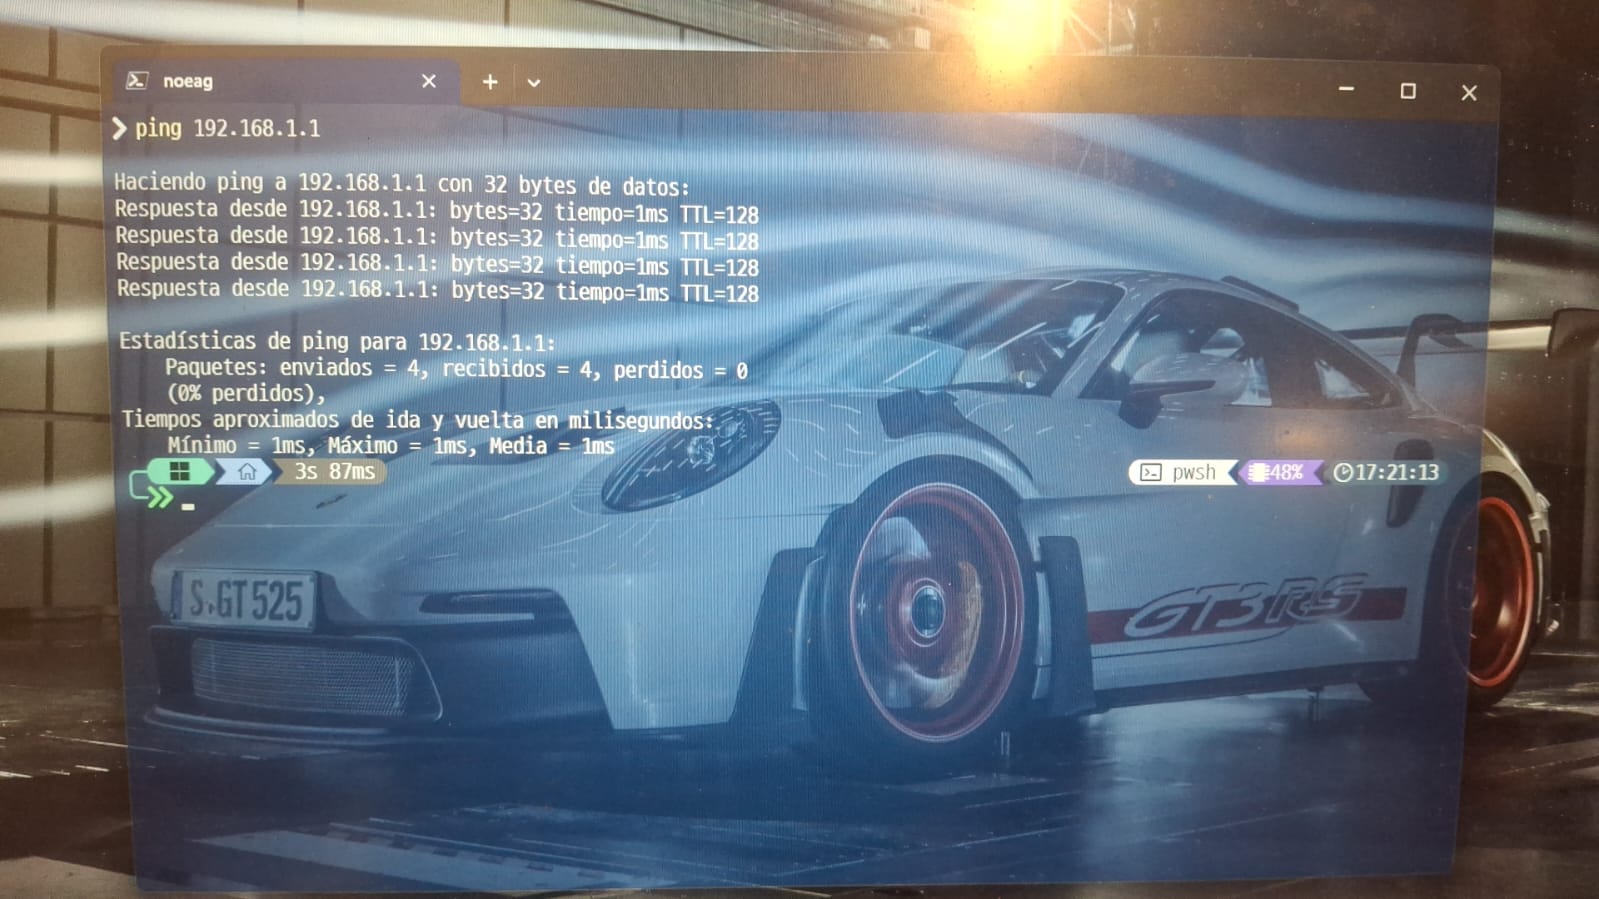 noeag
ping 192.168.1.1
Haciendo ping a 192.168.1.1 con 32 bytes de datos:
Respuesta desde 192.168.1.1: bytes=32 tiempo=1ms TTL=128
Respuesta desde 192.168.1.1: bytes=32 tiempo=1ms TTL=128
Respuesta desde 192.168.1.1: bytes=32 tiempo=1ms TTL=128
Respuesta desde 192.168.1.1: bytes=32 tiempo=1ms TTL=128
Estadísticas de ping para 192.168.1.1:
Paquetes: enviados = 4, recibidos = 4, perdidos = 0
(0% perdidos),
Tiempos aproximados de ida y vuelta en milisegundos:
Mínimo = 1ms, Máximo = 1ms, Media = 1ms
3s 87ms pwsh 48% 17:21:13
S GT 525
GT3RS